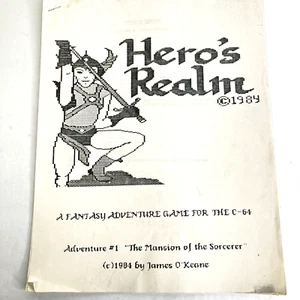 Hero's
Realm
©1984
A FANTASY ADVENTURE GAME FOR THE C-64
Adventure #1 "The Mansion of the Sorcerer"
(c)1984 by James O'Keane